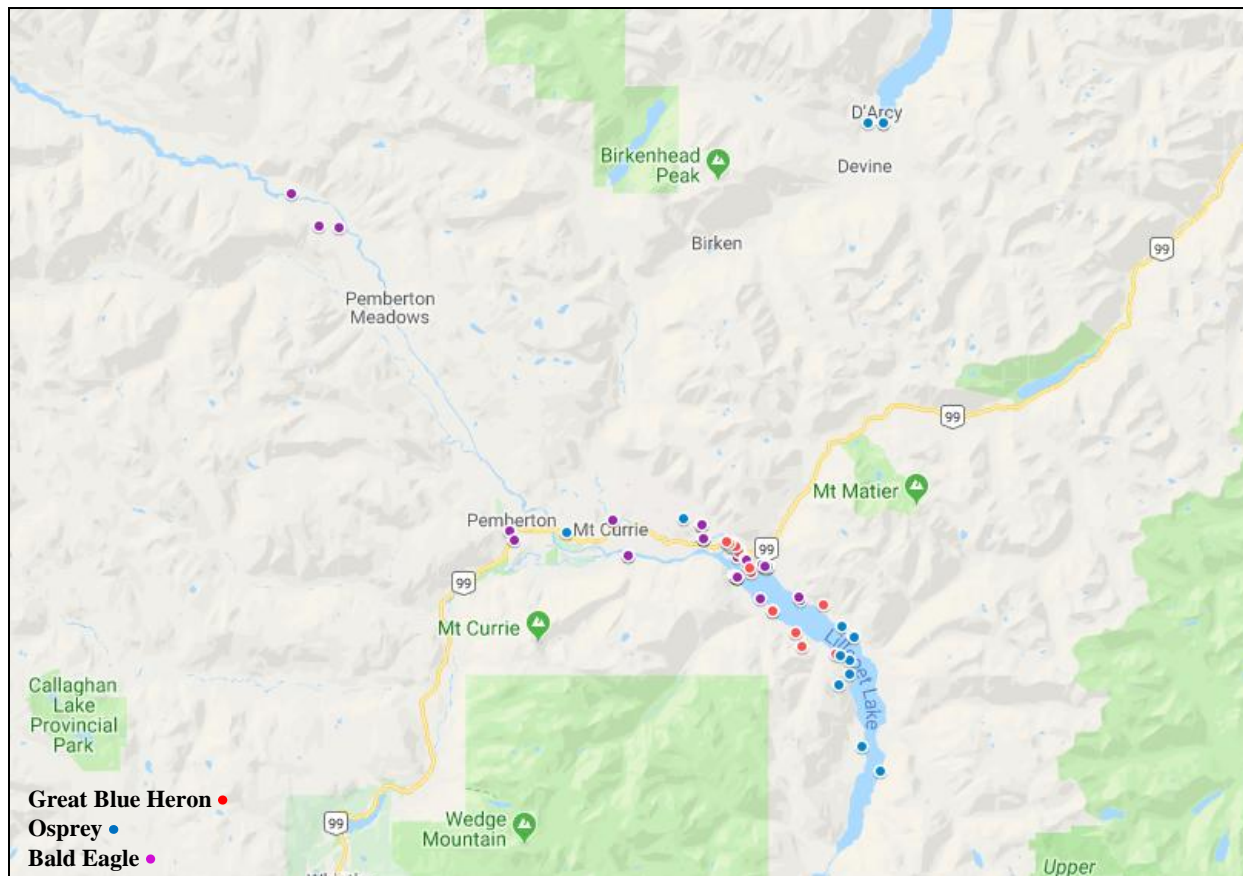 D'Arcy
Birkenhead
Peak
Devine
Birken
99
Pemberton
Meadows
99
Mt Matier
Pemberton
Mt Currie
99
99
Mt Currie
Lillooet Lake
Callaghan
Lake
Provincial
Park
Great Blue Heron
Osprey
Bald Eagle
99
Wedge
Mountain
Upper